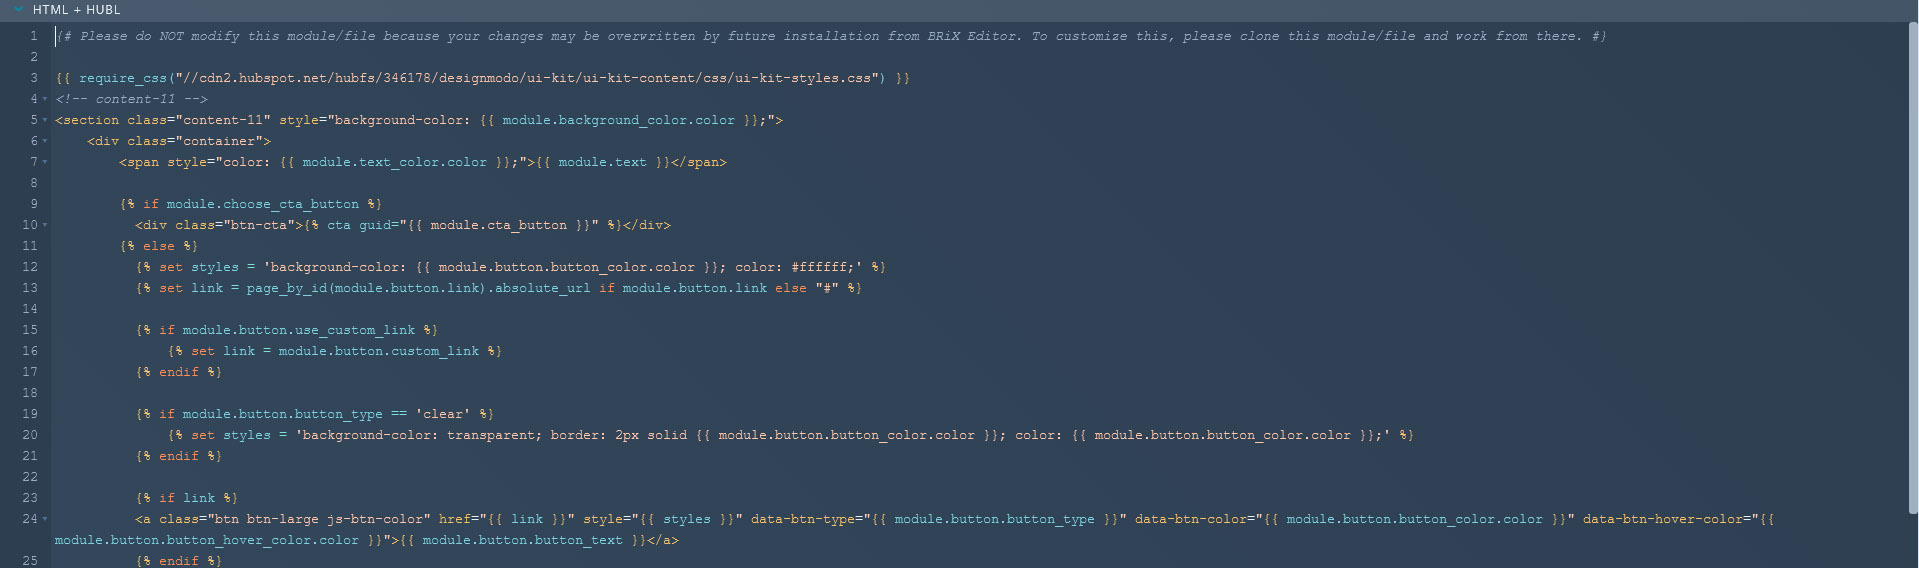 HTML + HUBL
1 {# Please do NOT modify this module/file because your changes may be overwritten by future installation from BRiX Editor. To customize this, please clone this module/file and work from there. #}
2
3 {{ require_css("//cdn2.hubspot.net/hubfs/346178/designmodo/ui-kit/ui-kit-content/css/ui-kit-styles.css") }}
4 <!-- content-11 -->
5 <section class="content-11" style="background-color: {{ module.background_color.color }};">
6 <div class="container">
7 <span style="color: {{ module.text_color.color }};">{{ module.text }}</span>
8
9 {% if module.choose_cta_button %}
10 <div class="btn-cta">{% cta guid="{{ module.cta_button }}" %}</div>
11 {% else %}
12 {% set styles = 'background-color: {{ module.button.button_color.color }}; color: #ffffff;' %}
13 {% set link = page_by_id(module.button.link).absolute_url if module.button.link else "#" %}
14
15 {% if module.button.use_custom_link %}
16 {% set link = module.button.custom_link %}
17 {% endif %}
18
19 {% if module.button.button_type == 'clear' %}
20 {% set styles = 'background-color: transparent; border: 2px solid {{ module.button.button_color.color }}; color: {{ module.button.button_color.color }};' %}
21 {% endif %}
22
23 {% if link %}
24 <a class="btn btn-large js-btn-color" href="{{ link }}" style="{{ styles }}" data-btn-type="{{ module.button.button_type }}" data-btn-color="{{ module.button.button_color.color }}" data-btn-hover-color="{{
module.button.button_hover_color.color }}">{{ module.button.button_text }}</a>
25 {% endif %}